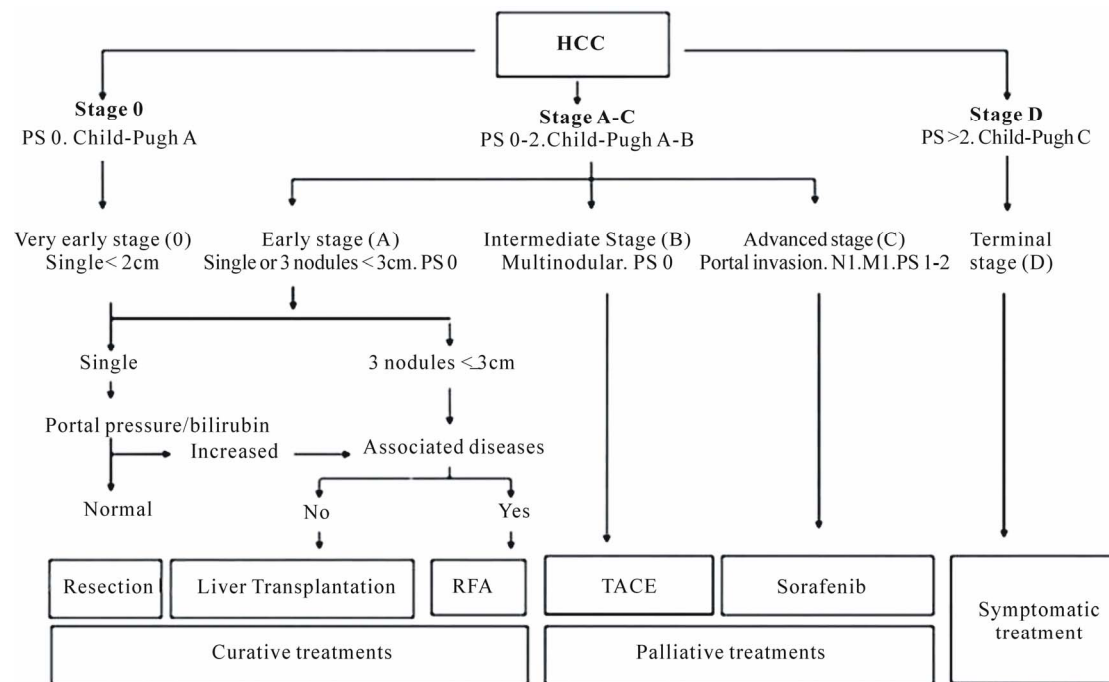 HCC
Stage 0
PS 0. Child-Pugh A
Stage A-C
PS 0-2.Child-Pugh A-B
Stage D
PS >2. Child-Pugh C
Very early stage (0)
Single< 2cm
Early stage (A)
Single or 3 nodules <3cm. PS 0
Intermediate Stage (B)
Multinodular. PS 0
Advanced stage (C)
Portal invasion. N1.M1.PS 1-2
Terminal
stage (D)
Single
3 nodules ≤3cm
Portal pressure/bilirubin
Increased
Associated diseases
Normal
No
Yes
Resection
Liver Transplantation
RFA
TACE
Sorafenib
Symptomatic
treatment
Curative treatments
Palliative treatments